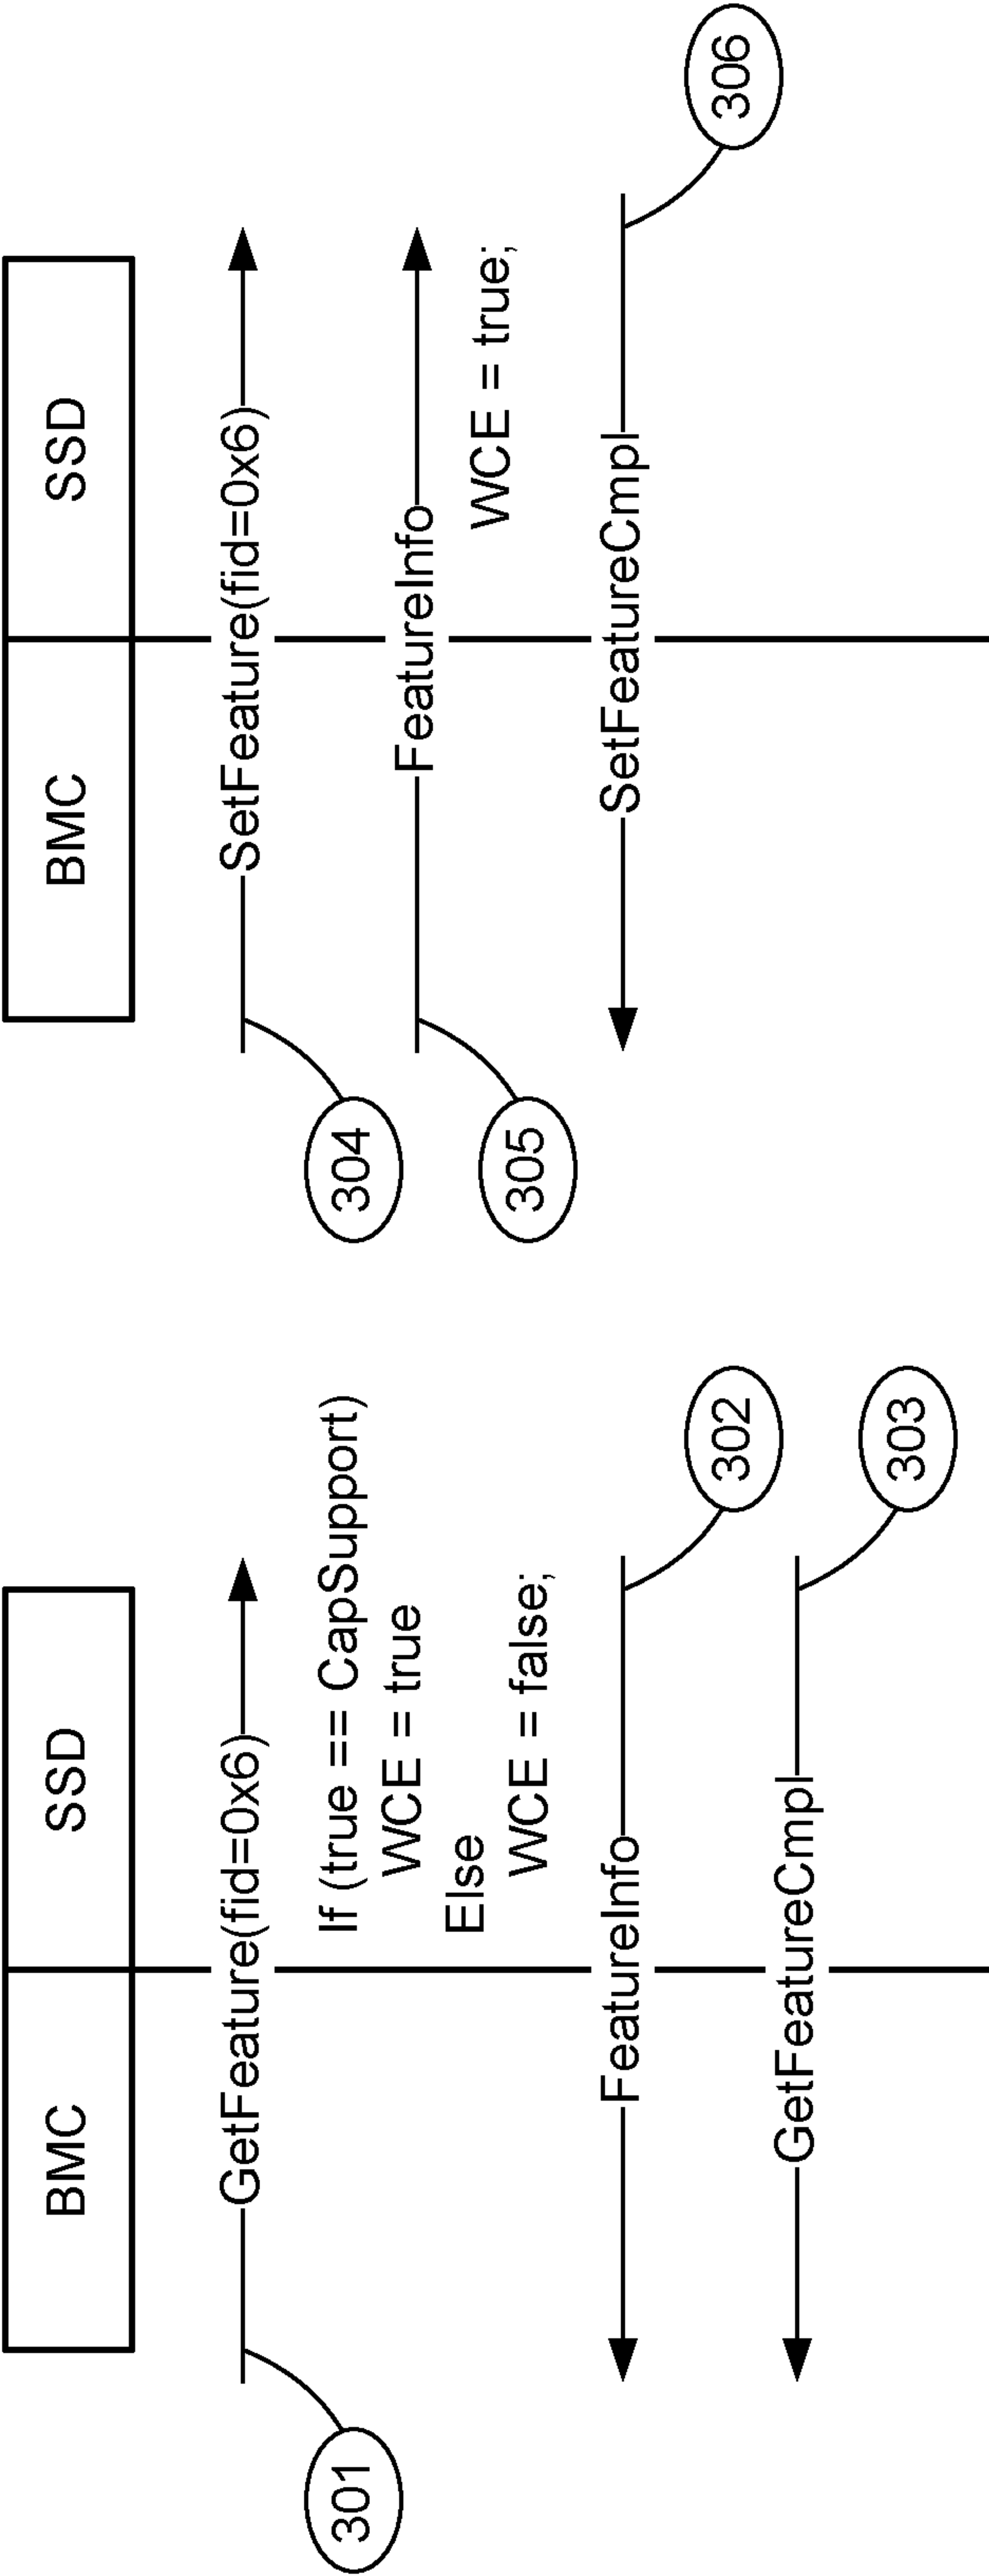 BMC
SSD
GetFeature(fid=0x6)
301
If (true == CapSupport)
WCE = true
Else
WCE = false;
FeatureInfo
302
GetFeatureCmpl
303
BMC
SSD
SetFeature(fid=0x6)
304
FeatureInfo
305
WCE = true;
SetFeatureCmpl
306